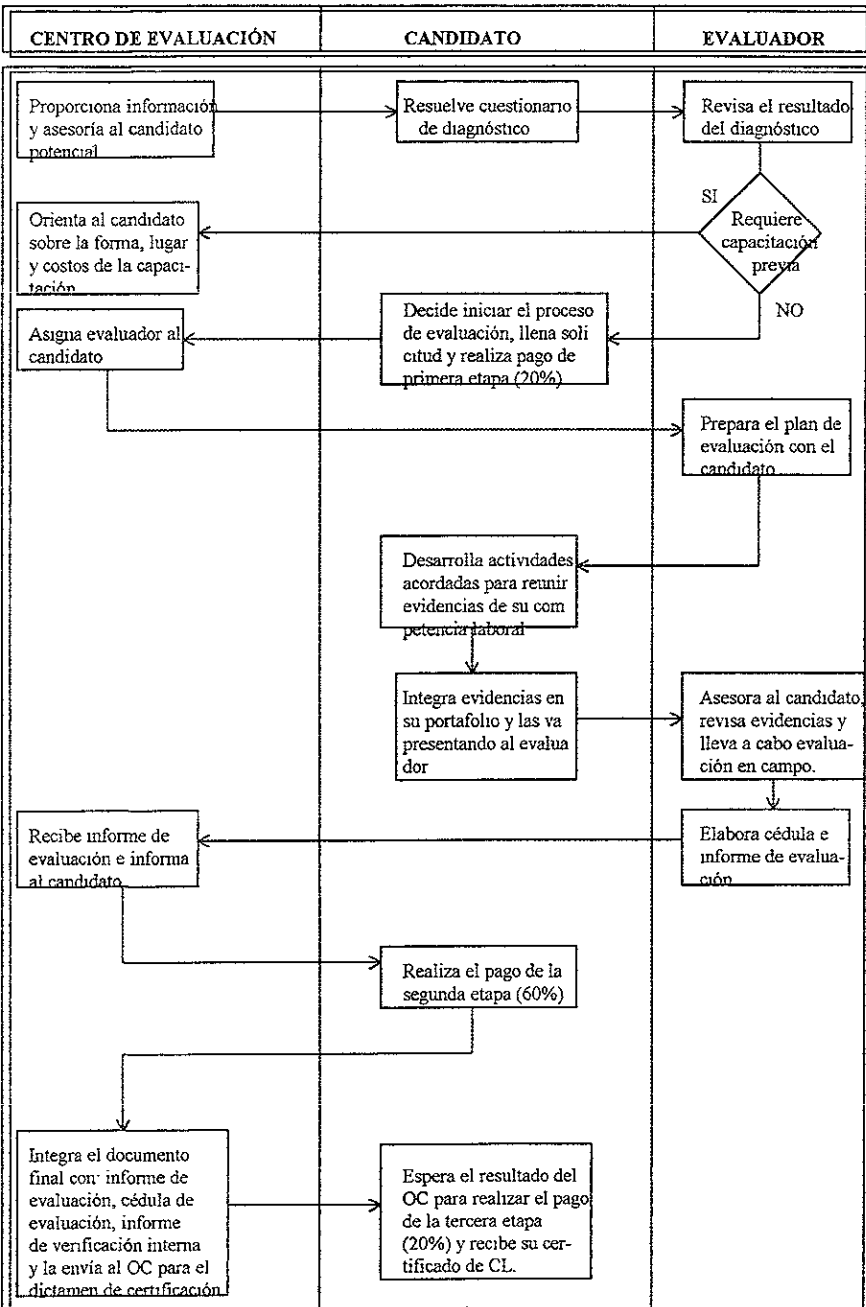 CENTRO DE EVALUACIÓN
CANDIDATO
EVALUADOR
Proporciona información
y asesoría al candidato
potencial
Resuelve cuestionario
de diagnóstico
Revisa el resultado
del diagnóstico
SI
Requiere
capacitación
previa
NO
Orienta al candidato
sobre la forma, lugar
y costos de la capaci-
tación
Decide iniciar el proceso
de evaluación, llena soli
citud y realiza pago de
primera etapa (20%)
Asigna evaluador al
candidato
Prepara el plan de
evaluación con el
candidato
Desarrolla actividades
acordadas para reunir
evidencias de su com
petencia laboral
Integra evidencias en
su portafolio y las va
presentando al evalua
dor
Asesora al candidato,
revisa evidencias y
lleva a cabo evalua-
ción en campo.
Elabora cédula e
informe de evalua-
ción
Recibe informe de
evaluación e informa
al candidato
Realiza el pago de la
segunda etapa (60%)
Integra el documento
final con: informe de
evaluación, cédula de
evaluación, informe
de verificación interna
y la envía al OC para el
dictamen de certificación
Espera el resultado del
OC para realizar el pago
de la tercera etapa
(20%) y recibe su cer-
tificado de CL.